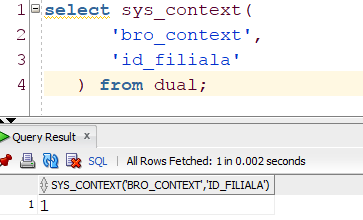 1 select sys_context(
2 'bro_context',
3 'id_filiala'
4 ) from dual;
Query Result x
SQL | All Rows Fetched: 1 in 0.002 seconds
SYS_CONTEXT('BRO_CONTEXT','ID_FILIALA')
1 1